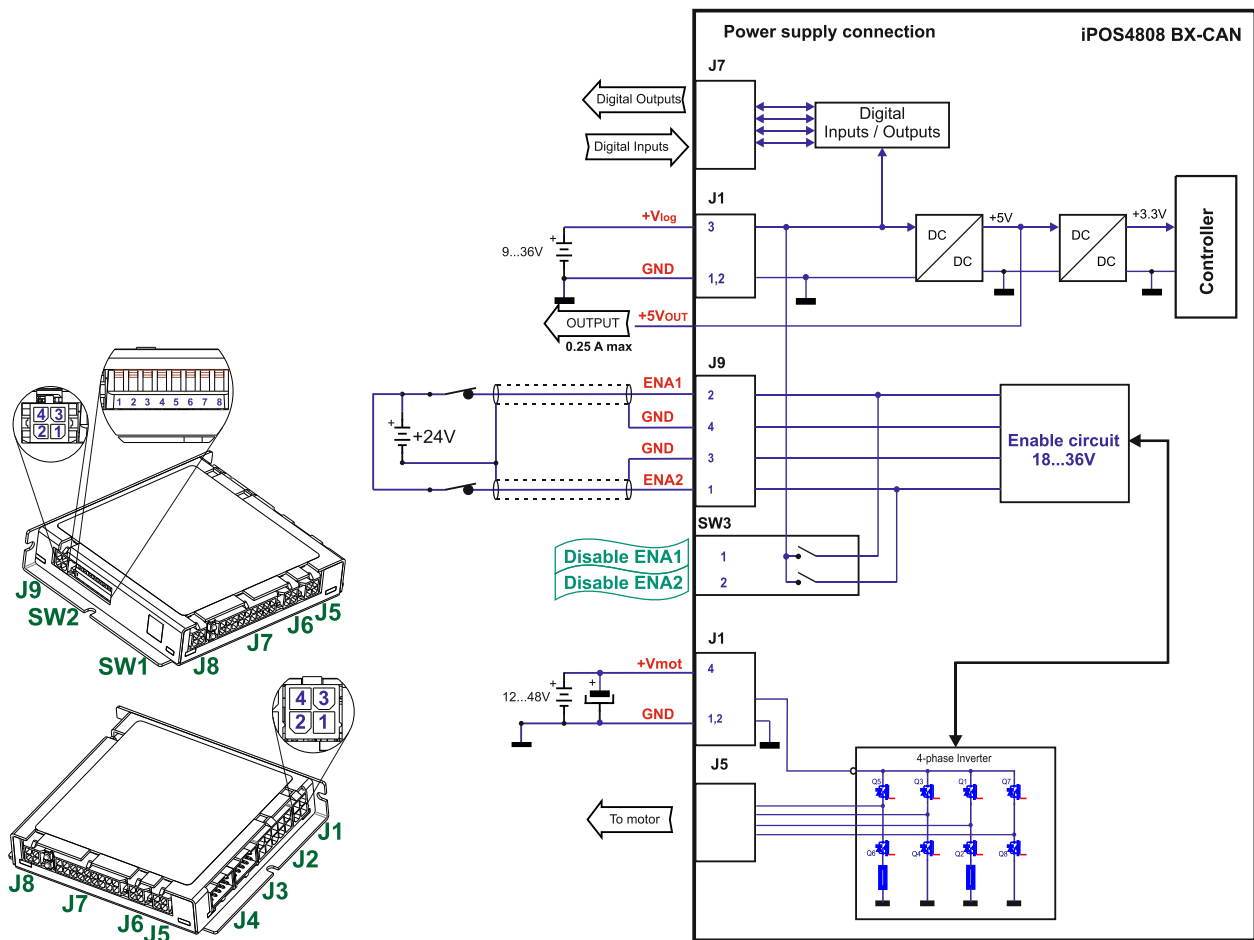 Power supply connection
iPOS4808 BX-CAN
J7
Digital Outputs
Digital Inputs
Digital
Inputs / Outputs
J1
+Vlog
3
9...36V
+
GND
1,2
DC
DC
+5V
DC
DC
+3.3V
Controller
OUTPUT
+5VOUT
0.25 A max
J9
ENA1
2
GND
4
+
+24V
GND
3
ENA2
1
Enable circuit
18...36V
SW3
Disable ENA1
1
Disable ENA2
2
J1
+Vmot
4
12...48V
+
+
GND
1,2
J5
To motor
4-phase Inverter
Q5
Q3
Q1
Q7
Q6
Q4
Q2
Q8
1 2 3 4 5 6 7 8
4 3
2 1
J9
SW2
SW1
J8
J7
J6
J5
4 3
2 1
J1
J2
J3
J4
J5
J6
J7
J8